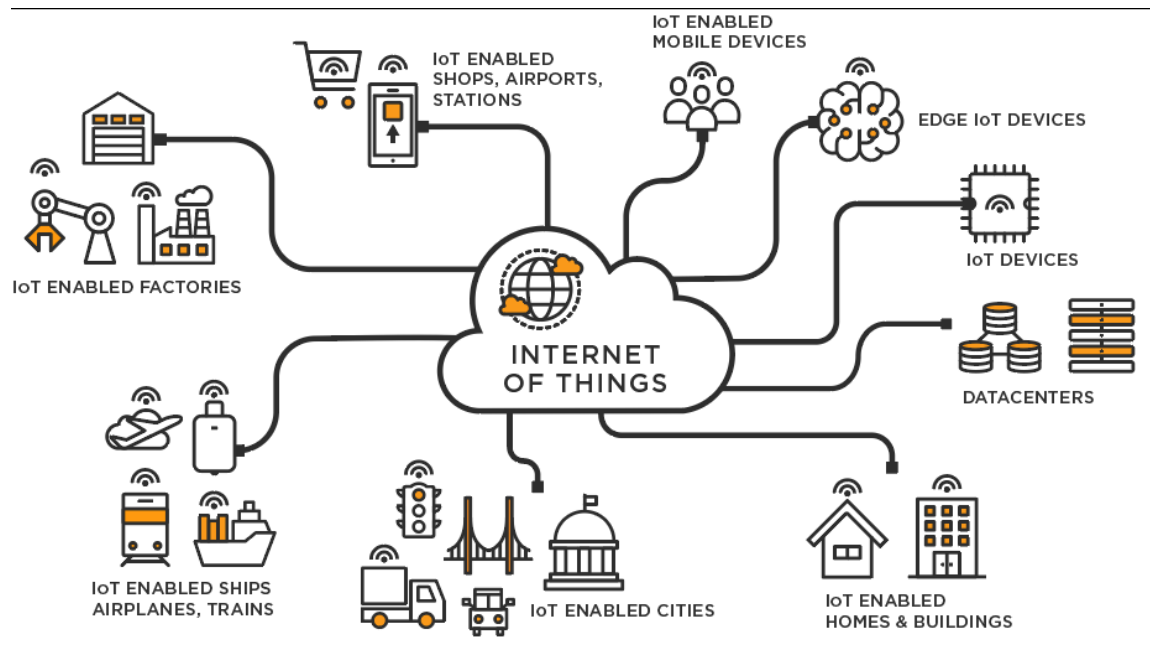 IoT ENABLED
MOBILE DEVICES
IoT ENABLED
SHOPS, AIRPORTS,
STATIONS
EDGE IoT DEVICES
IoT DEVICES
IoT ENABLED FACTORIES
INTERNET
OF THINGS
DATACENTERS
IoT ENABLED SHIPS
AIRPLANES, TRAINS
IoT ENABLED CITIES
IoT ENABLED
HOMES & BUILDINGS